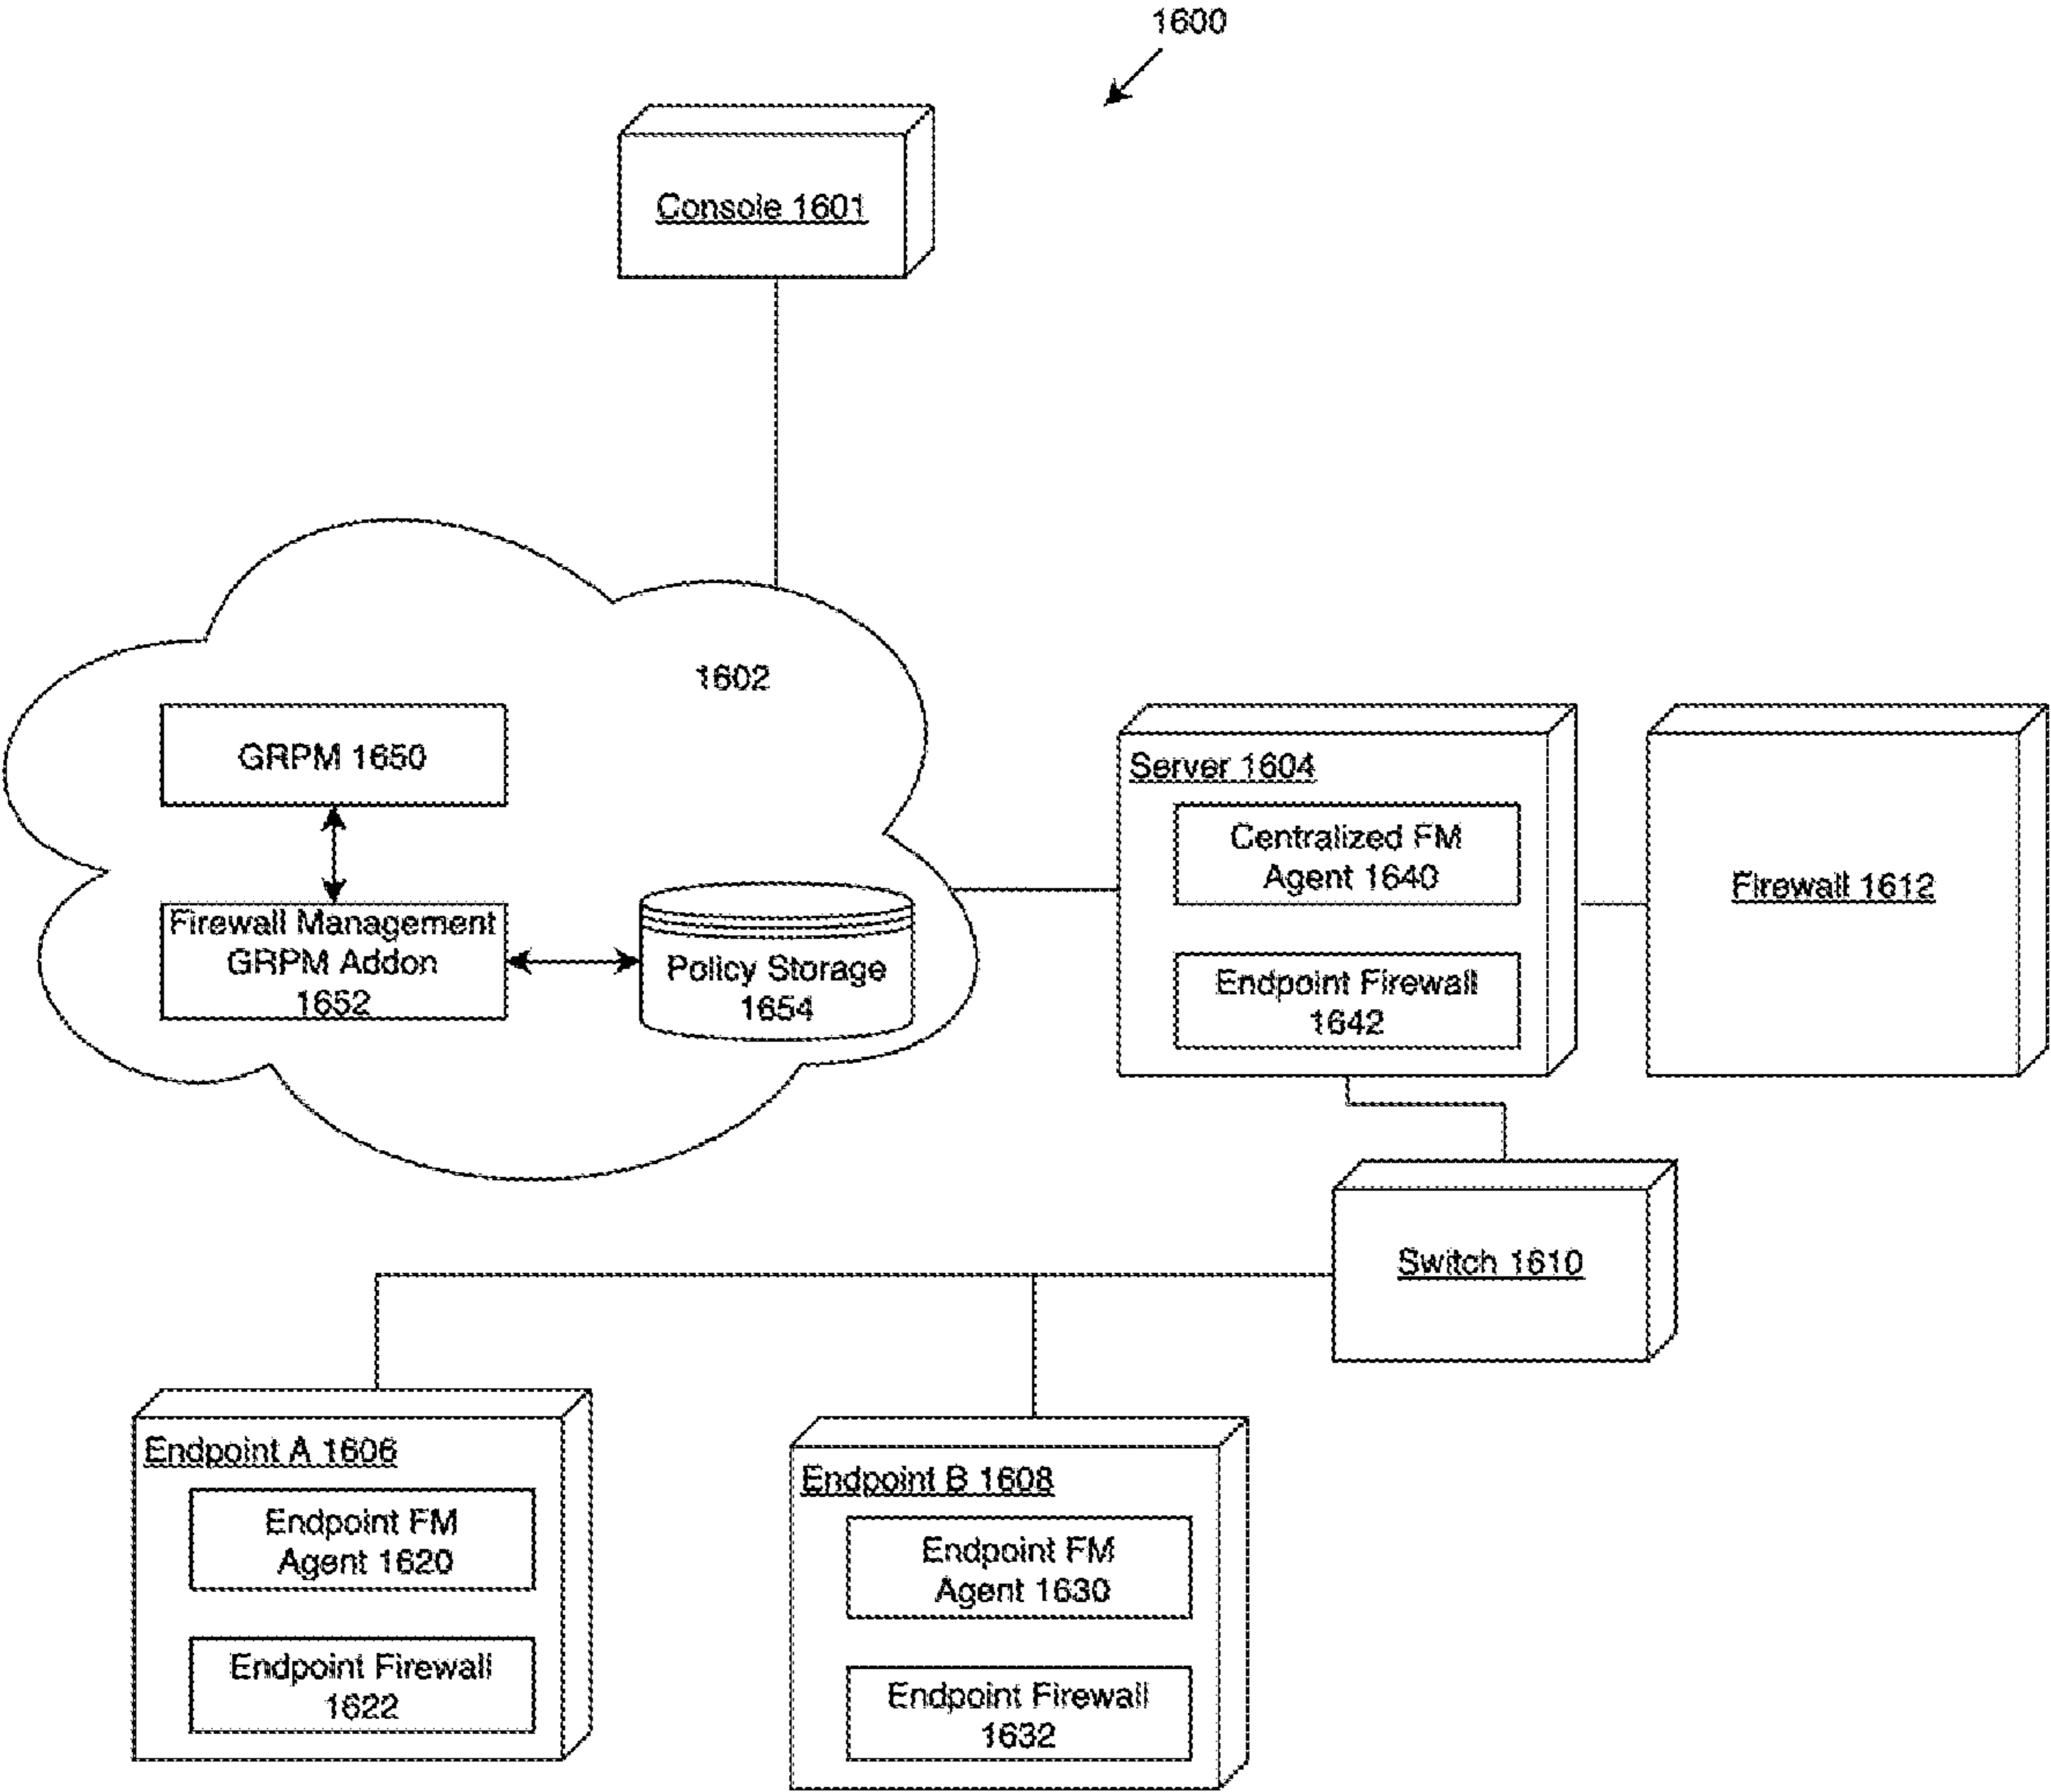 1600
Console 1601
1602
GRPM 1650
Firewall Management
GRPM Addon
1652
Policy Storage
1654
Server 1604
Centralized FM
Agent 1640
Endpoint Firewall
1642
Firewall 1612
Switch 1610
Endpoint A 1606
Endpoint FM
Agent 1620
Endpoint Firewall
1622
Endpoint B 1608
Endpoint FM
Agent 1630
Endpoint Firewall
1632